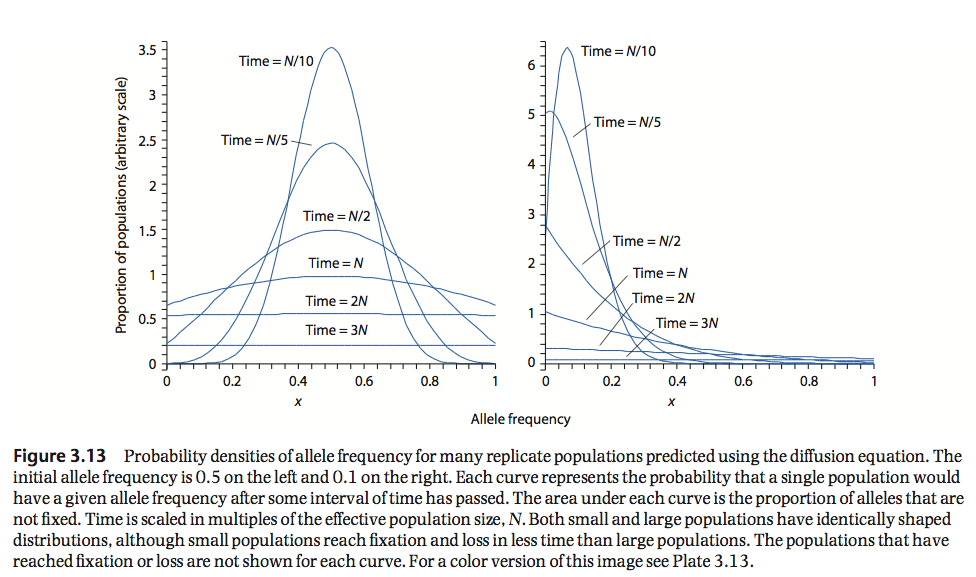 3.5
3
2.5
2
1.5
1
0.5
0
Proportion of populations (arbitrary scale)
Time = N/10
Time = N/5
Time = N/2
Time = N
Time = 2N
Time = 3N
0 0.2 0.4 0.6 0.8 1
x
6
5
4
3
2
1
0
Time = N/10
Time = N/5
Time = N/2
Time = N
Time = 2N
Time = 3N
0 0.2 0.4 0.6 0.8 1
x
Allele frequency
Figure 3.13 Probability densities of allele frequency for many replicate populations predicted using the diffusion equation. The
initial allele frequency is 0.5 on the left and 0.1 on the right. Each curve represents the probability that a single population would
have a given allele frequency after some interval of time has passed. The area under each curve is the proportion of alleles that are
not fixed. Time is scaled in multiples of the effective population size, N. Both small and large populations have identically shaped
distributions, although small populations reach fixation and loss in less time than large populations. The populations that have
reached fixation or loss are not shown for each curve. For a color version of this image see Plate 3.13.